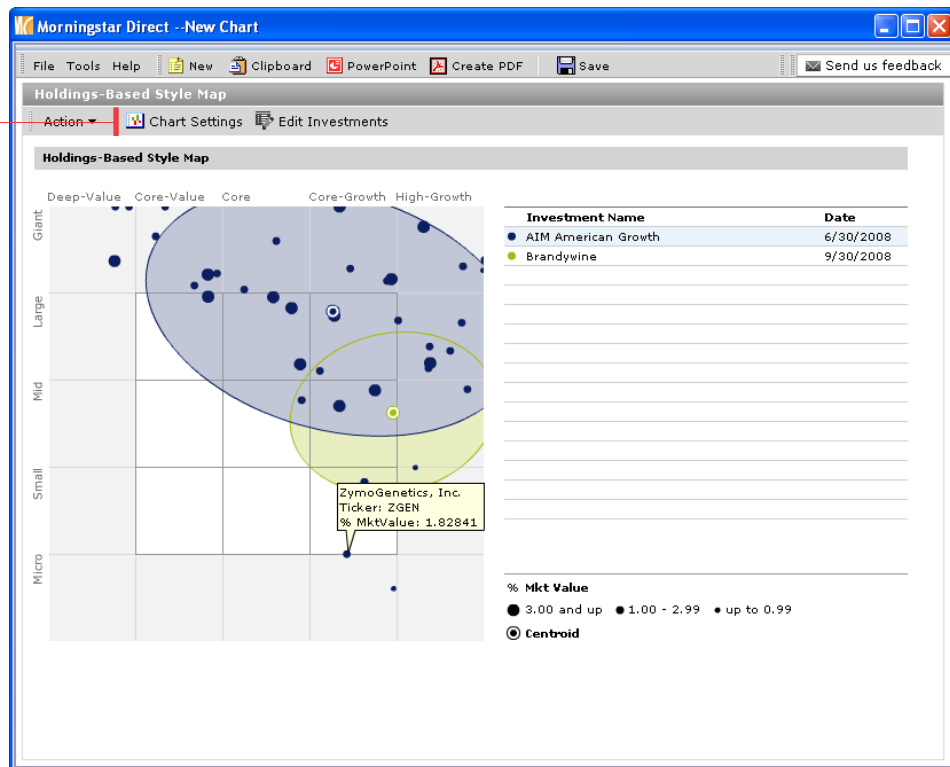 Morningstar Direct --New Chart
File Tools Help New Clipboard PowerPoint Create PDF Save Send us feedback
Holdings-Based Style Map
Action Chart Settings Edit Investments
Holdings-Based Style Map
Deep-Value Core-Value Core Core-Growth High-Growth
Giant
Large
Mid
Small
Micro
ZymoGenetics, Inc.
Ticker: ZGEN
% MktValue: 1.82841
Investment Name Date
AIM American Growth 6/30/2008
Brandywine 9/30/2008
% Mkt Value
3.00 and up 1.00 - 2.99 up to 0.99
Centroid